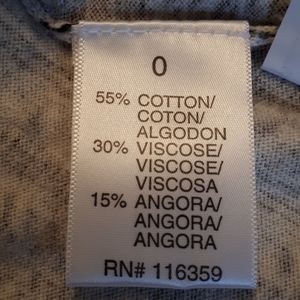 0
55% COTTON/
COTON/
ALGODON
30% VISCOSE/
VISCOSE/
VISCOSA
15% ANGORA/
ANGORA/
ANGORA
RN# 116359